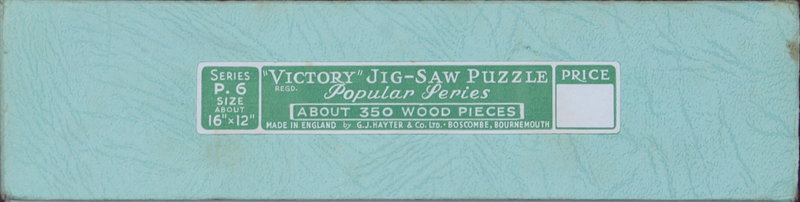 SERIES
P. 6
SIZE
ABOUT
16" × 12"
"VICTORY" JIG-SAW PUZZLE
REGD.
Popular Series
ABOUT 350 WOOD PIECES
MADE IN ENGLAND by G.J. HAYTER & CO. LTD. · BOSCOMBE, BOURNEMOUTH
PRICE